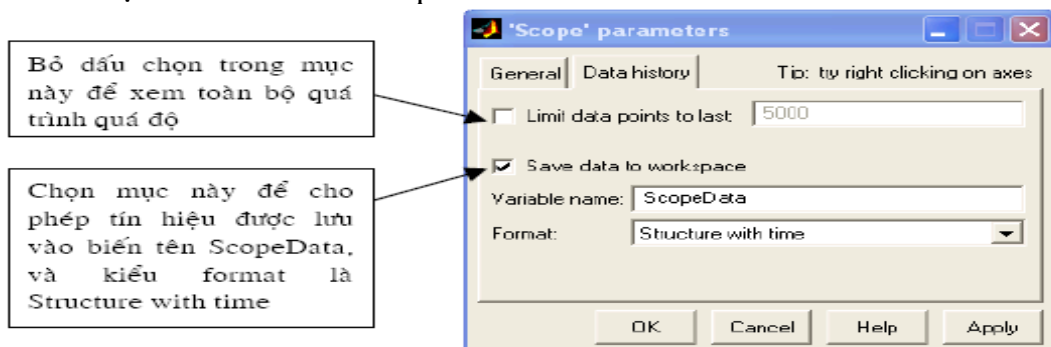 Bỏ dấu chọn trong mục
này để xem toàn bộ quá
trình quá độ
Chọn mục này để cho
phép tín hiệu được lưu
vào biến tên ScopeData,
và kiểu format là
Structure with time
'Scope' parameters
General Data history Tip: try right clicking on axes
Limit data points to last: 5000
Save data to workspace
Variable name: ScopeData
Format: Structure with time
OK Cancel Help Apply